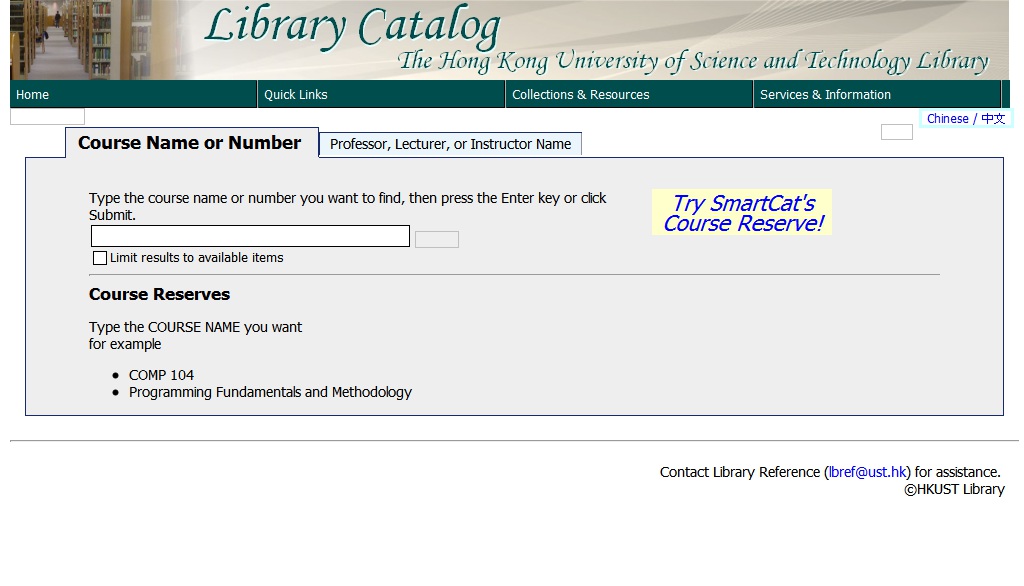 Library Catalog
The Hong Kong University of Science and Technology Library
Home Quick Links Collections & Resources Services & Information
Chinese / 中文
Course Name or Number Professor, Lecturer, or Instructor Name
Type the course name or number you want to find, then press the Enter key or click
Submit.
Try SmartCat's
Course Reserve!
Limit results to available items
Course Reserves
Type the COURSE NAME you want
for example
COMP 104
Programming Fundamentals and Methodology
Contact Library Reference (lbref@ust.hk) for assistance.
©HKUST Library